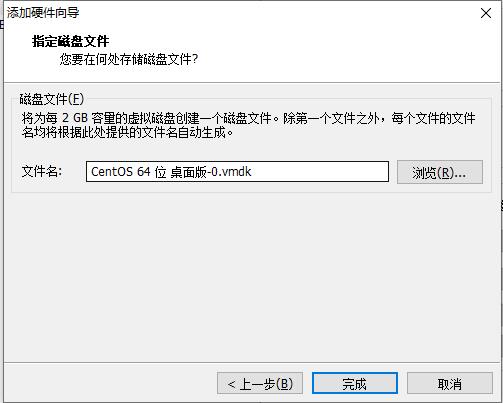 添加硬件向导
指定磁盘文件
您要在何处存储磁盘文件?
磁盘文件(F)
将为每 2 GB 容量的虚拟磁盘创建一个磁盘文件。除第一个文件之外，每个文件的文件
名均将根据此处提供的文件名自动生成。
文件名: CentOS 64 位 桌面版-0.vmdk 浏览(R)...
< 上一步(B) 完成 取消